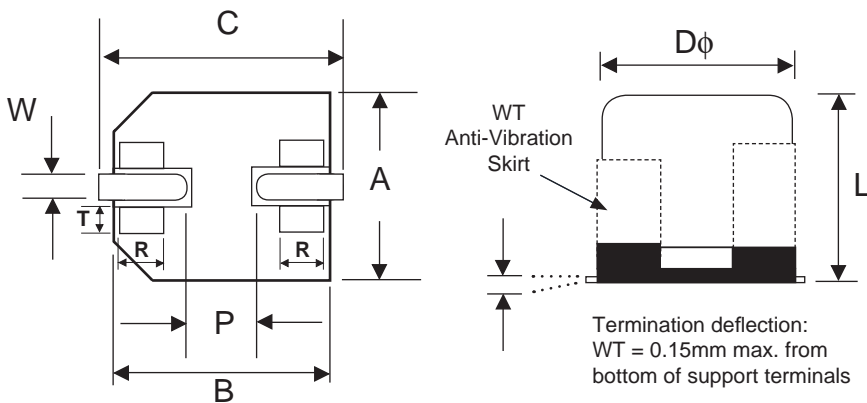 C
W
A
T
R
R
P
B
Dϕ
WT
Anti-Vibration
Skirt
L
Termination deflection:
WT = 0.15mm max. from
bottom of support terminals